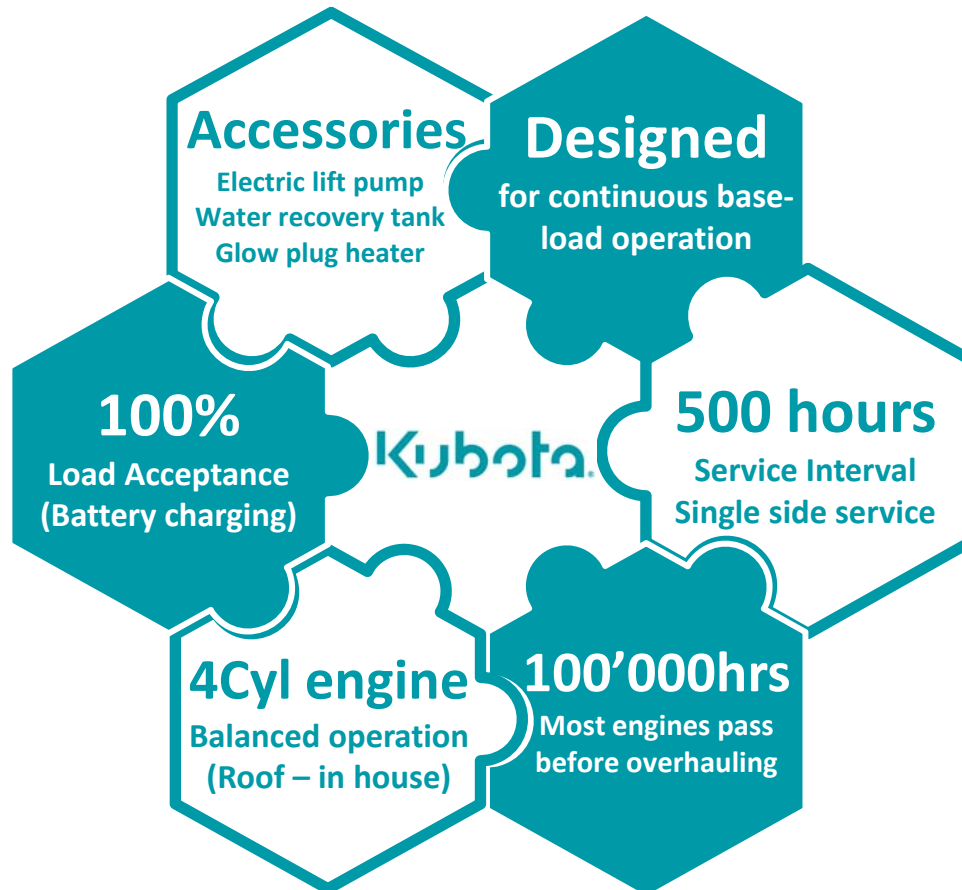 Accessories
Electric lift pump
Water recovery tank
Glow plug heater
Designed
for continuous base-
load operation
100%
Load Acceptance
(Battery charging)
Kubota.
500 hours
Service Interval
Single side service
4Cyl engine
Balanced operation
(Roof – in house)
100’000hrs
Most engines pass
before overhauling